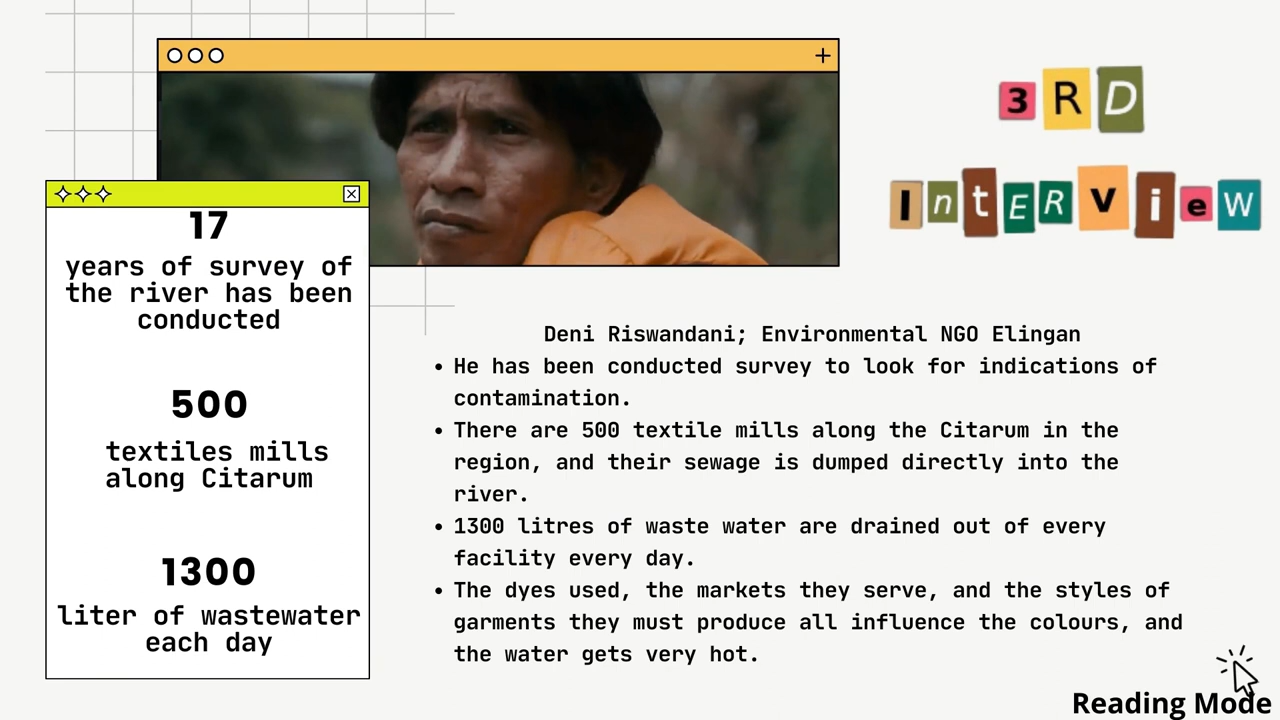 3RD
InTERVieW
17
years of survey of
the river has been
conducted
500
textiles mills
along Citarum
1300
liter of wastewater
each day
Deni Riswandani; Environmental NGO Elingan
• He has been conducted survey to look for indications of
contamination.
• There are 500 textile mills along the Citarum in the
region, and their sewage is dumped directly into the
river.
• 1300 litres of waste water are drained out of every
facility every day.
• The dyes used, the markets they serve, and the styles of
garments they must produce all influence the colours, and
the water gets very hot.
Reading Mode